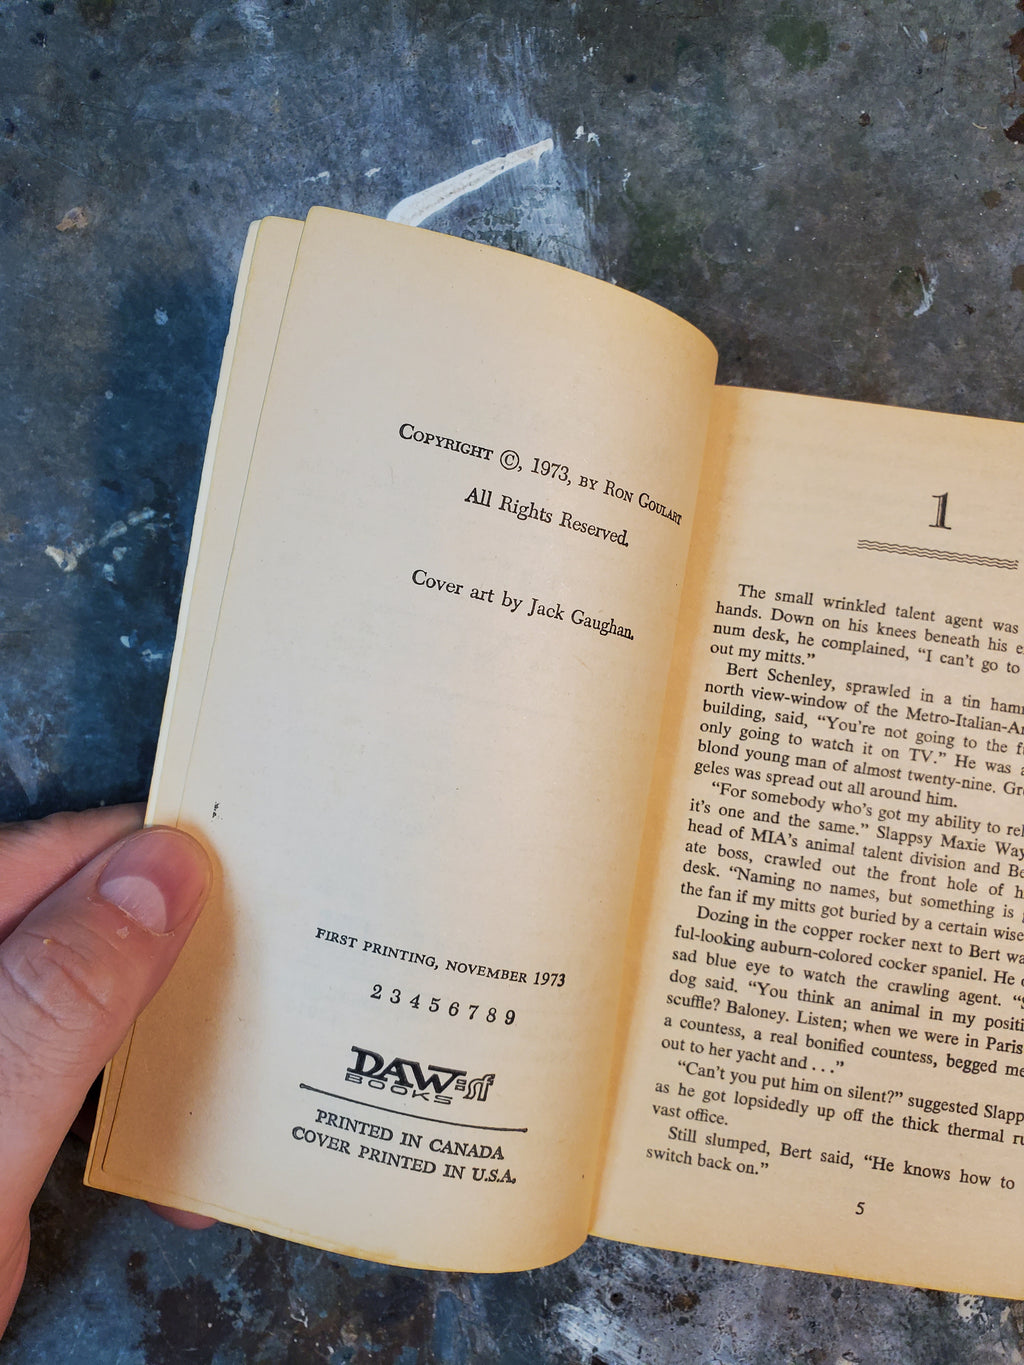 COPYRIGHT ©, 1973, BY RON GOULART
All Rights Reserved.
Cover art by Jack Gaughan.
FIRST PRINTING, NOVEMBER 1973
2 3 4 5 6 7 8 9
DAW=sf
BOOKS
PRINTED IN CANADA
COVER PRINTED IN U.S.A.
1
The small wrinkled talent agent was
hands. Down on his knees beneath his
num desk, he complained, “I can't go to
out my mitts.”
Bert Schenley, sprawled in a tin
north view-window of the
building, said, “You're not going to the
only going to watch it on TV.” He was
blond young man of almost twenty-nine.
geles was spread out all around him.
“For somebody who's got my ability to
it's one and the same.” Slappsy Maxie
head of MIA's animal talent division and
ate boss, crawled out the front hole of
desk. “Naming no names, but something is
the fan if my mitts got buried by a certain wise
Dozing in the copper rocker next to Bert
ful-looking auburn-colored cocker spaniel. He
sad blue eye to watch the crawling agent.
dog said. “You think an animal in my
scuffle? Baloney. Listen; when we were in Paris
a countess, a real bonified countess, begged me
out to her yacht and . . .”
“Can't you put him on silent?” suggested
as he got lopsidedly up off the thick thermal
vast office.
Still slumped, Bert said, “He knows how to
switch back on.”
5